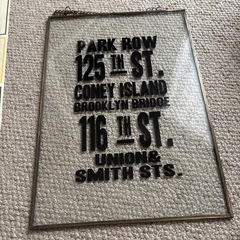 PARK ROW
125TH ST.
CONEY ISLAND
BROOKLYN BRIDGE
116TH ST.
UNION &
SMITH STS.